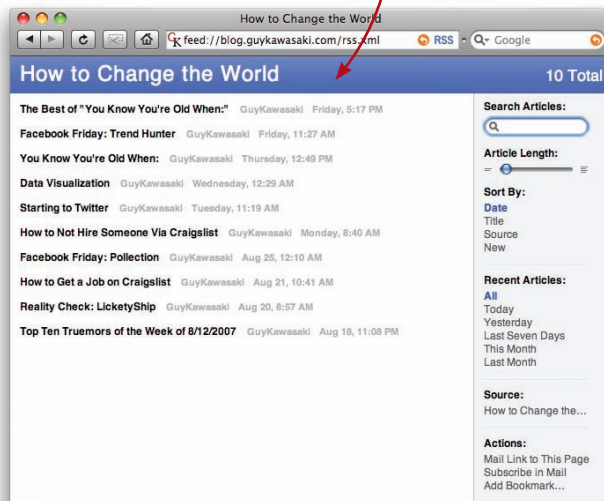 How to Change the World
feed://blog.guykawasaki.com/rss.xml RSS Google
How to Change the World 10 Total
The Best of "You Know You're Old When:" GuyKawasaki Friday, 5:17 PM
Facebook Friday: Trend Hunter GuyKawasaki Friday, 11:27 AM
You Know You're Old When: GuyKawasaki Thursday, 12:49 PM
Data Visualization GuyKawasaki Wednesday, 12:29 AM
Starting to Twitter GuyKawasaki Tuesday, 11:19 AM
How to Not Hire Someone Via Craigslist GuyKawasaki Monday, 8:40 AM
Facebook Friday: Pollection GuyKawasaki Aug 25, 12:10 AM
How to Get a Job on Craigslist GuyKawasaki Aug 21, 10:41 AM
Reality Check: LicketyShip GuyKawasaki Aug 20, 8:57 AM
Top Ten Truemors of the Week of 8/12/2007 GuyKawasaki Aug 18, 11:08 PM
Search Articles:
Article Length:
Sort By:
Date
Title
Source
New
Recent Articles:
All
Today
Yesterday
Last Seven Days
This Month
Last Month
Source:
How to Change the...
Actions:
Mail Link to This Page
Subscribe in Mail
Add Bookmark...